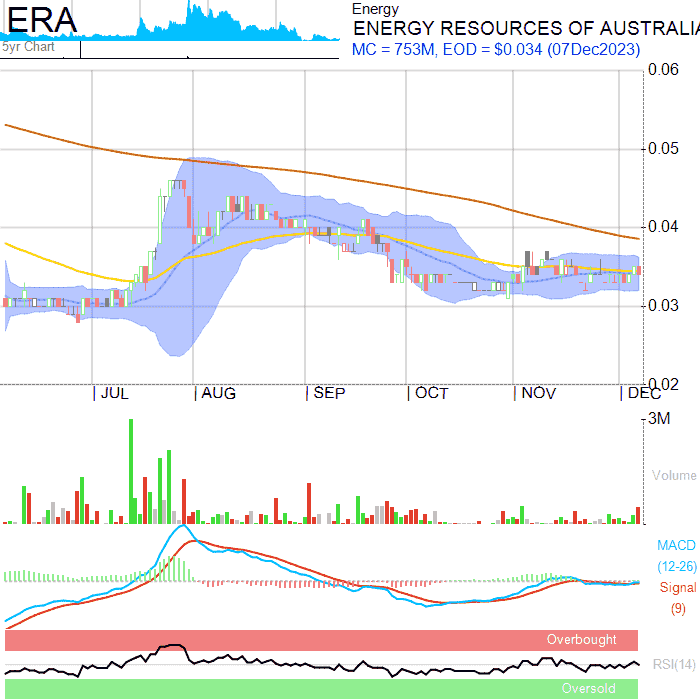 ERA
5yr Chart
Energy
ENERGY RESOURCES OF AUSTRALIA
MC = 753M, EOD = $0.034 (07Dec2023)
0.06
0.05
0.04
0.03
0.02
JUL AUG SEP OCT NOV DEC
3M
Volume
MACD
(12-26)
Signal
(9)
Overbought
RSI(14)
Oversold